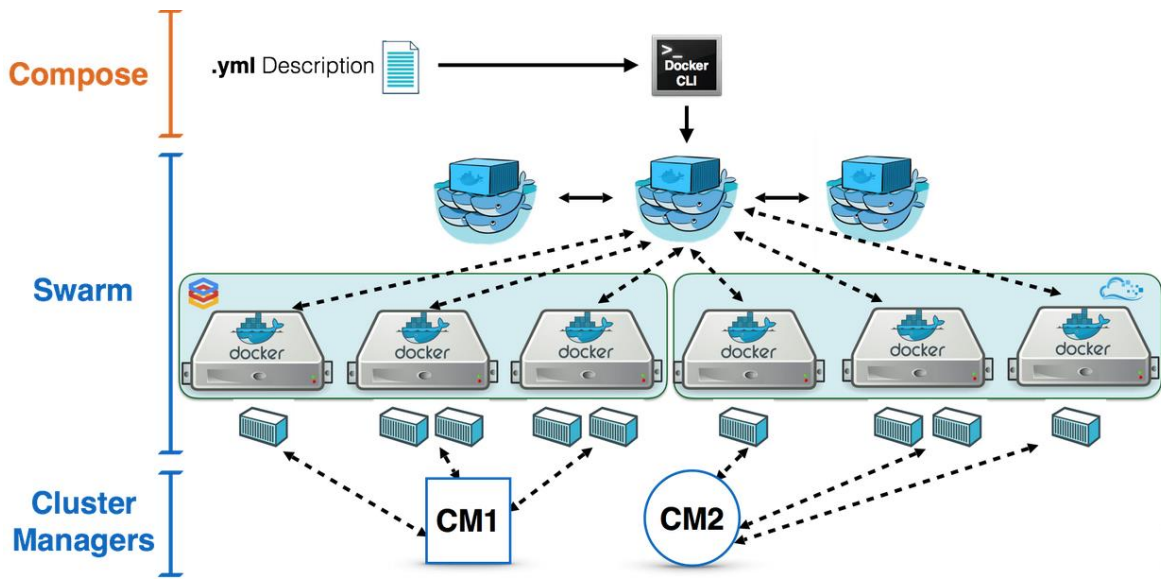 Compose
.yml Description
>_
Docker
CLI
Swarm
docker
docker
docker
docker
docker
docker
Cluster
Managers
CM1
CM2